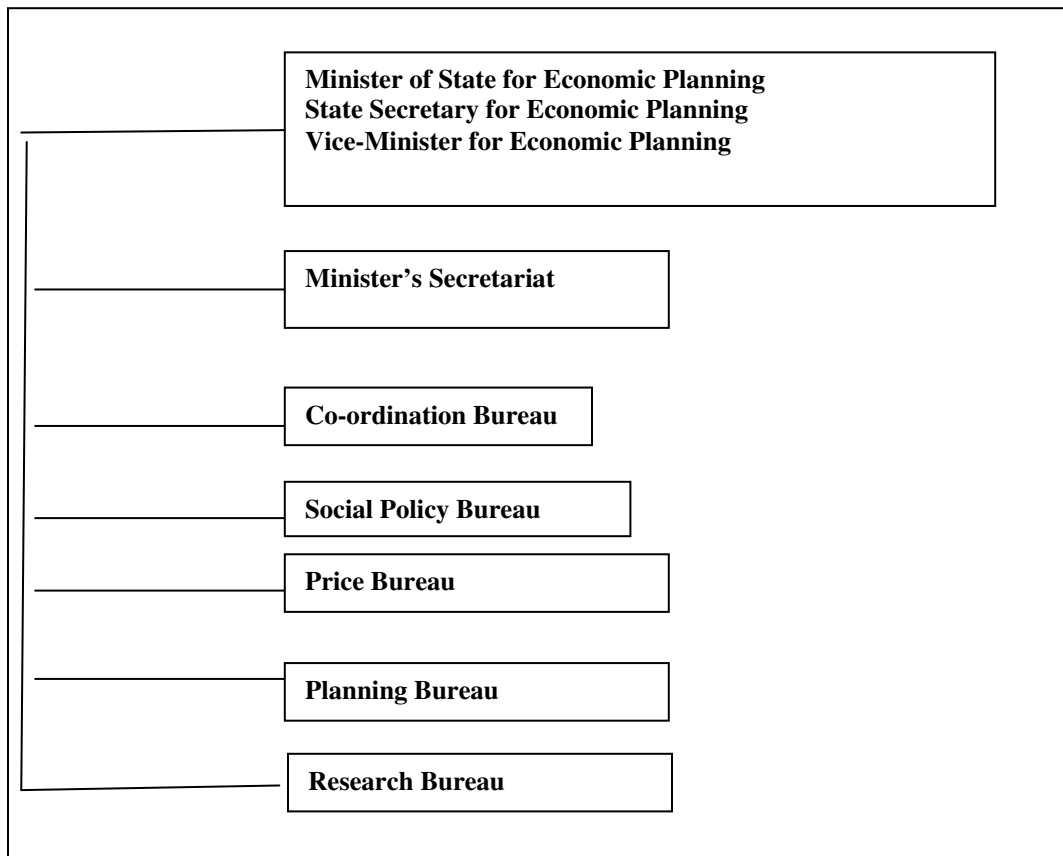 Minister of State for Economic Planning
State Secretary for Economic Planning
Vice-Minister for Economic Planning
Minister’s Secretariat
Co-ordination Bureau
Social Policy Bureau
Price Bureau
Planning Bureau
Research Bureau